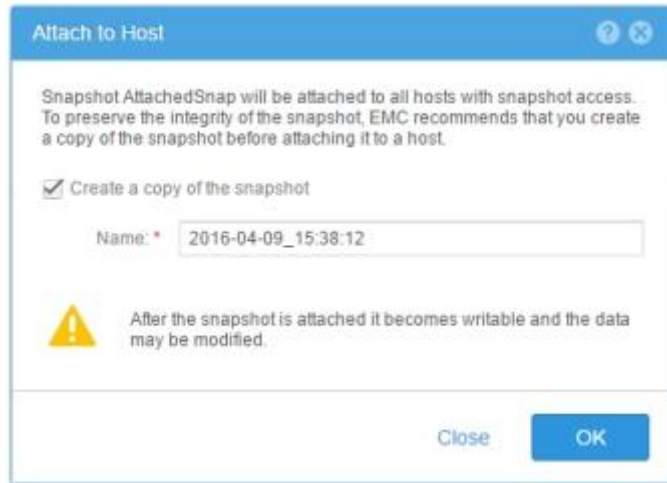 Attach to Host
Snapshot AttachedSnap will be attached to all hosts with snapshot access.
To preserve the integrity of the snapshot, EMC recommends that you create
a copy of the snapshot before attaching it to a host.
Create a copy of the snapshot
Name: * 2016-04-09_15:38:12
After the snapshot is attached it becomes writable and the data
may be modified.
Close OK